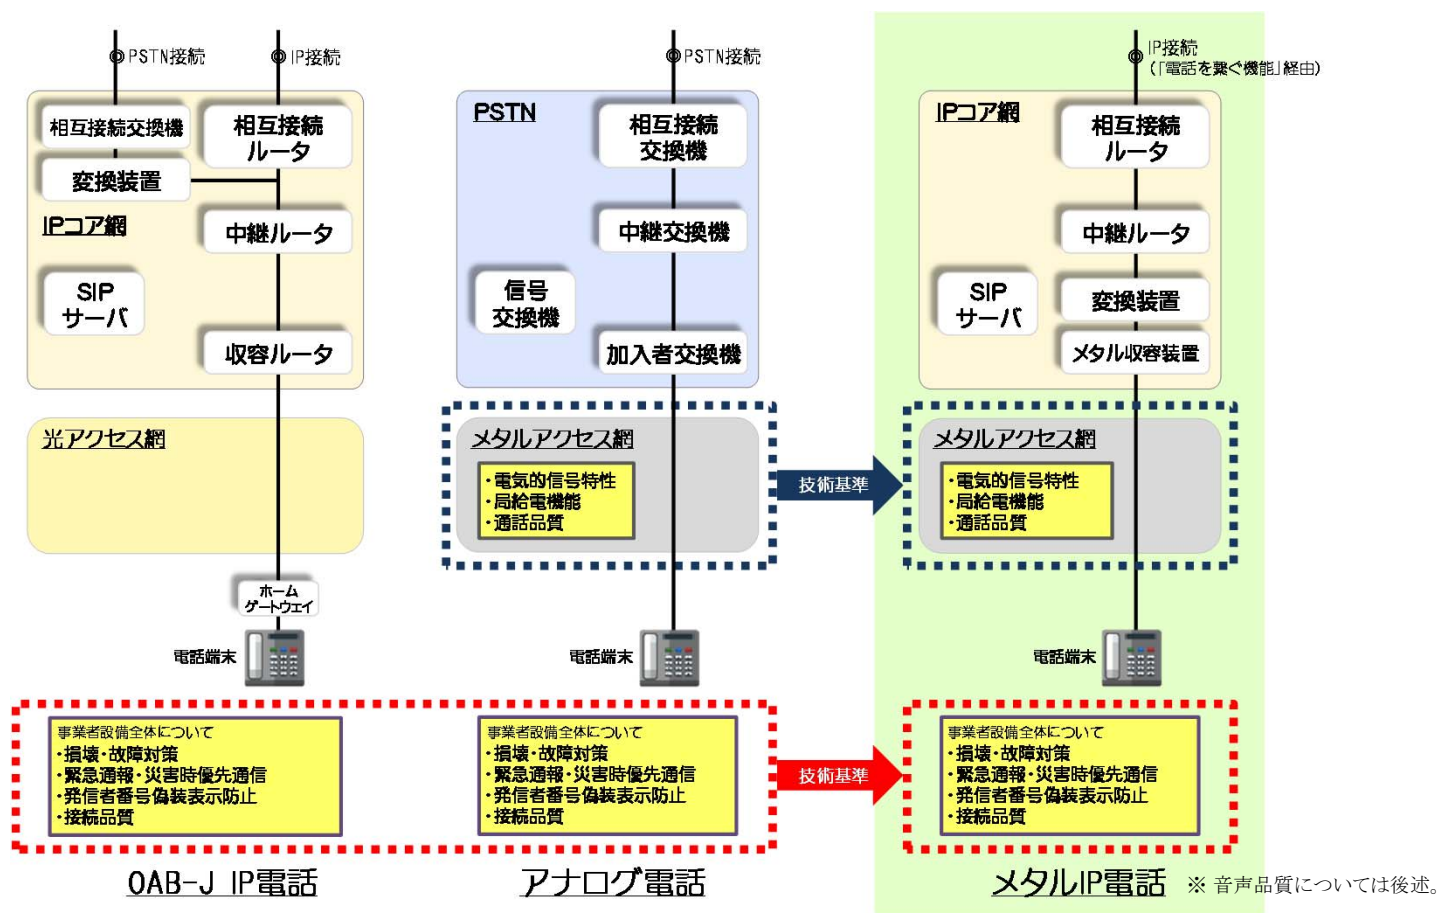 PSTN接続
IP接続
相互接続交換機
相互接続
ルータ
変換装置
IPコア網
中継ルータ
SIP
サーバ
収容ルータ
光アクセス網
ホーム
ゲートウェイ
電話端末
事業者設備全体について
・損壊・故障対策
・緊急通報・災害時優先通信
・発信者番号偽装表示防止
・接続品質
0AB-J IP電話
PSTN接続
PSTN
相互接続
交換機
中継交換機
信号
交換機
加入者交換機
メタルアクセス網
・電気的信号特性
・局給電機能
・通話品質
電話端末
事業者設備全体について
・損壊・故障対策
・緊急通報・災害時優先通信
・発信者番号偽装表示防止
・接続品質
アナログ電話
技術基準
技術基準
IP接続
(「電話を繋ぐ機能」経由)
IPコア網
相互接続
ルータ
中継ルータ
SIP
サーバ
変換装置
メタル収容装置
メタルアクセス網
・電気的信号特性
・局給電機能
・通話品質
電話端末
事業者設備全体について
・損壊・故障対策
・緊急通報・災害時優先通信
・発信者番号偽装表示防止
・接続品質
メタルIP電話
※ 音声品質については後述。